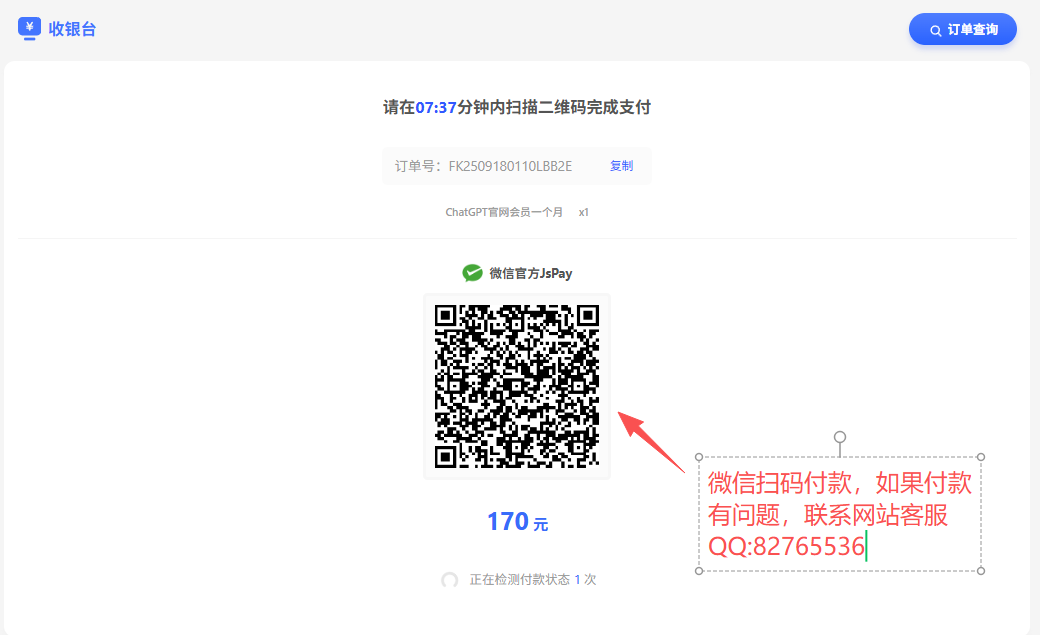 ¥ 收银台
订单查询
请在07:37分钟内扫描二维码完成支付
订单号：FK2509180110LBB2E 复制
ChatGPT官网会员一个月 x1
微信官方JsPay
170 元
正在检测付款状态 1 次
微信扫码付款，如果付款
有问题，联系网站客服
QQ:82765536